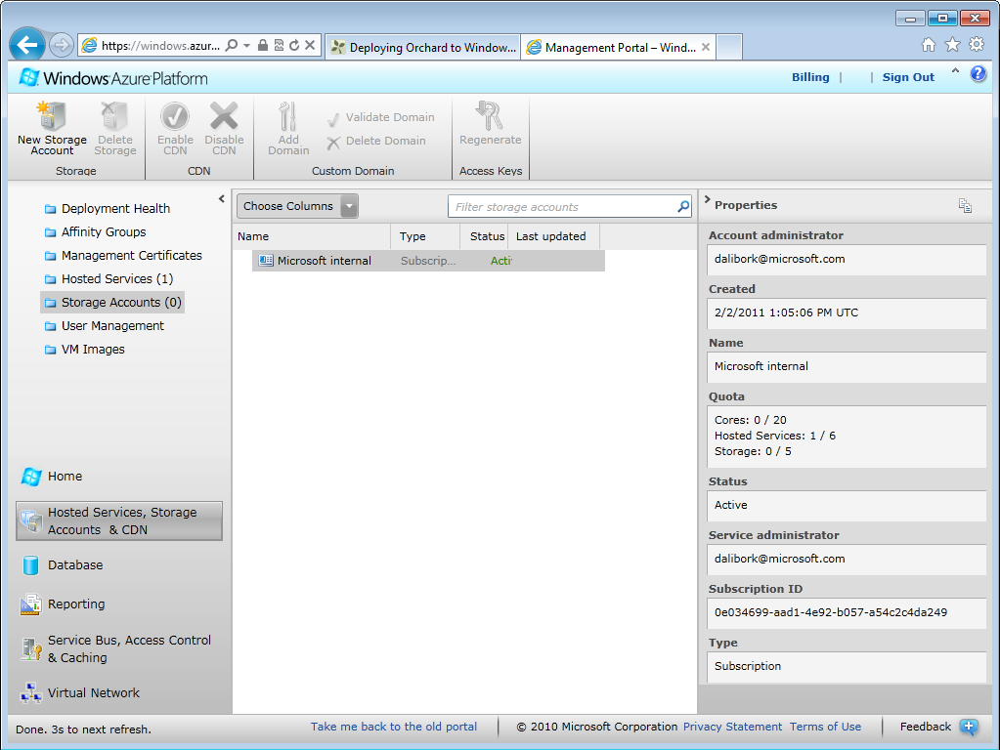 https://windows.azur...
Deploying Orchard to Window...
Management Portal – Wind...
Windows Azure Platform
Billing | | Sign Out
New Storage Account
Delete Storage
Storage
Enable CDN
Disable CDN
CDN
Add Domain
Validate Domain
Delete Domain
Custom Domain
Regenerate
Access Keys
Deployment Health
Affinity Groups
Management Certificates
Hosted Services (1)
Storage Accounts (0)
User Management
VM Images
Home
Hosted Services, Storage
Accounts & CDN
Database
Reporting
Service Bus, Access Control
& Caching
Virtual Network
Choose Columns
Filter storage accounts
Name Type Status Last updated
Microsoft internal Subscrip... Acti
Properties
Account administrator
dalibork@microsoft.com
Created
2/2/2011 1:05:06 PM UTC
Name
Microsoft internal
Quota
Cores: 0 / 20
Hosted Services: 1 / 6
Storage: 0 / 5
Status
Active
Service administrator
dalibork@microsoft.com
Subscription ID
0e034699-aad1-4e92-b057-a54c2c4da249
Type
Subscription
Done. 3s to next refresh.
Take me back to the old portal
© 2010 Microsoft Corporation Privacy Statement Terms of Use
Feedback